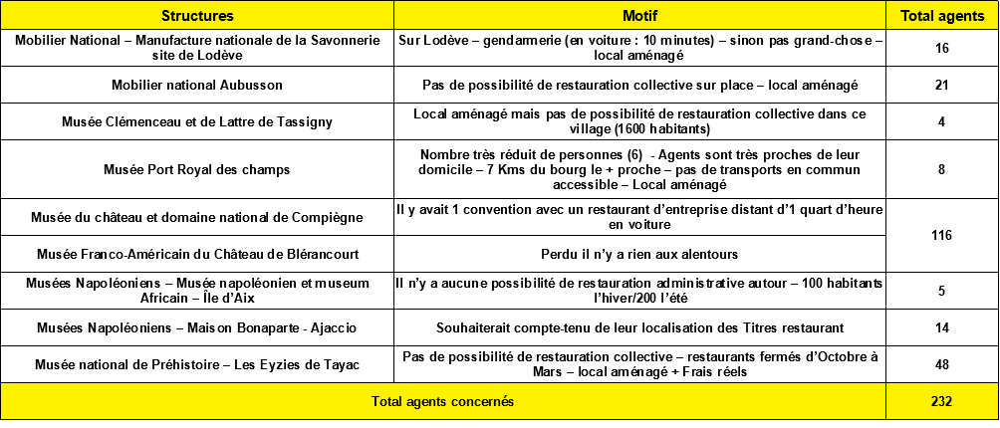 Structures Motif Total agents
Mobilier National – Manufacture nationale de la Savonnerie
site de Lodève
Sur Lodève – gendarmerie (en voiture : 10 minutes) – sinon pas grand-chose –
local aménagé
16
Mobilier national Aubusson
Pas de possibilité de restauration collective sur place – local aménagé
21
Musée Clémenceau et de Lattre de Tassigny
Local aménagé mais pas de possibilité de restauration collective dans ce
village (1600 habitants)
4
Musée Port Royal des champs
Nombre très réduit de personnes (6)  - Agents sont très proches de leur
domicile – 7 Kms du bourg le + proche – pas de transports en commun
accessible – Local aménagé
8
Musée du château et domaine national de Compiègne
Il y avait 1 convention avec un restaurant d'entreprise distant d'1 quart d'heure
en voiture
116
Musée Franco-Américain du Château de Blérancourt
Perdu il n'y a rien aux alentours
Musées Napoléoniens – Musée napoléonien et museum
Africain – Île d'Aix
Il n'y a aucune possibilité de restauration administrative autour – 100 habitants
l'hiver/200 l'été
5
Musées Napoléoniens – Maison Bonaparte - Ajaccio
Souhaiterait compte-tenu de leur localisation des Titres restaurant
14
Musée national de Préhistoire – Les Eyzies de Tayac
Pas de possibilité de restauration collective – restaurants fermés d'Octobre à
Mars – local aménagé + Frais réels
48
Total agents concernés
232